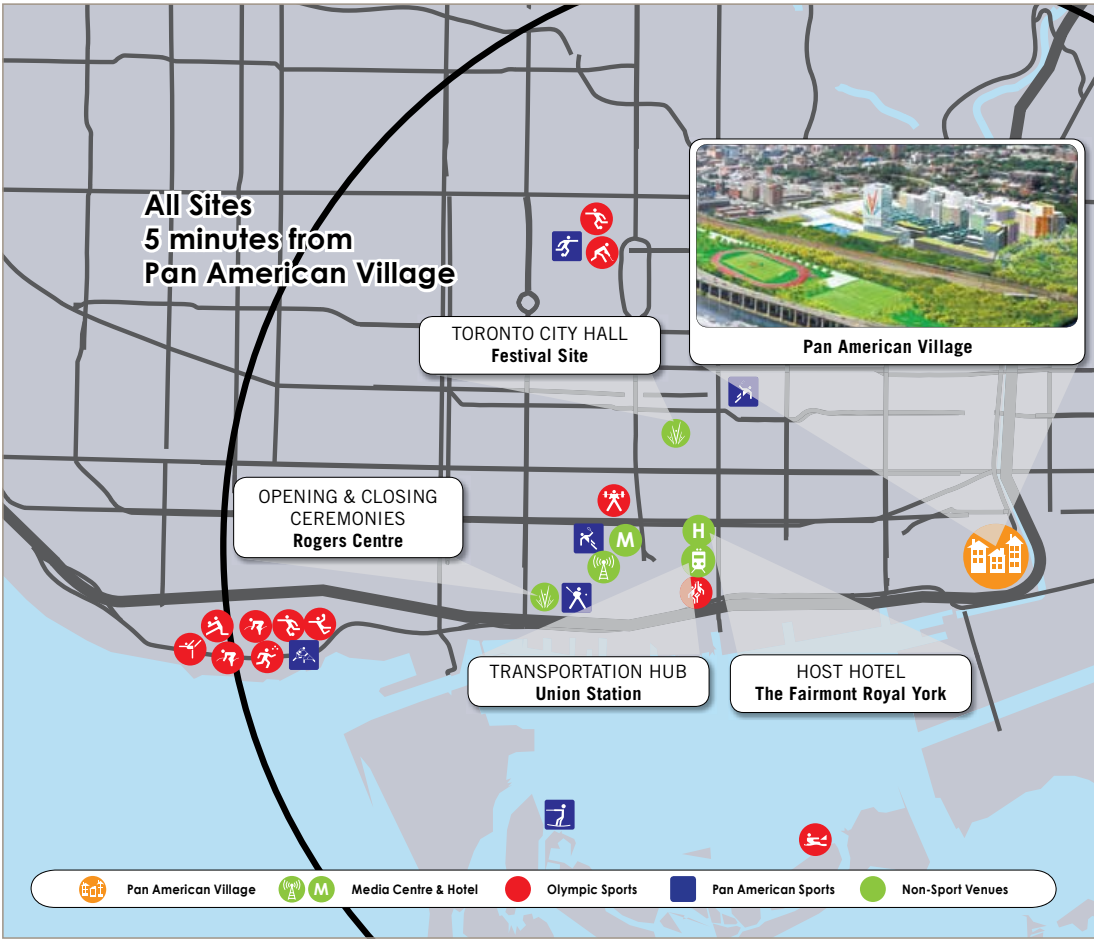 All Sites
5 minutes from
Pan American Village
Pan American Village
TORONTO CITY HALL
Festival Site
OPENING & CLOSING
CEREMONIES
Rogers Centre
M
H
TRANSPORTATION HUB
Union Station
HOST HOTEL
The Fairmont Royal York
Pan American Village
M
Media Centre & Hotel
Olympic Sports
Pan American Sports
Non-Sport Venues